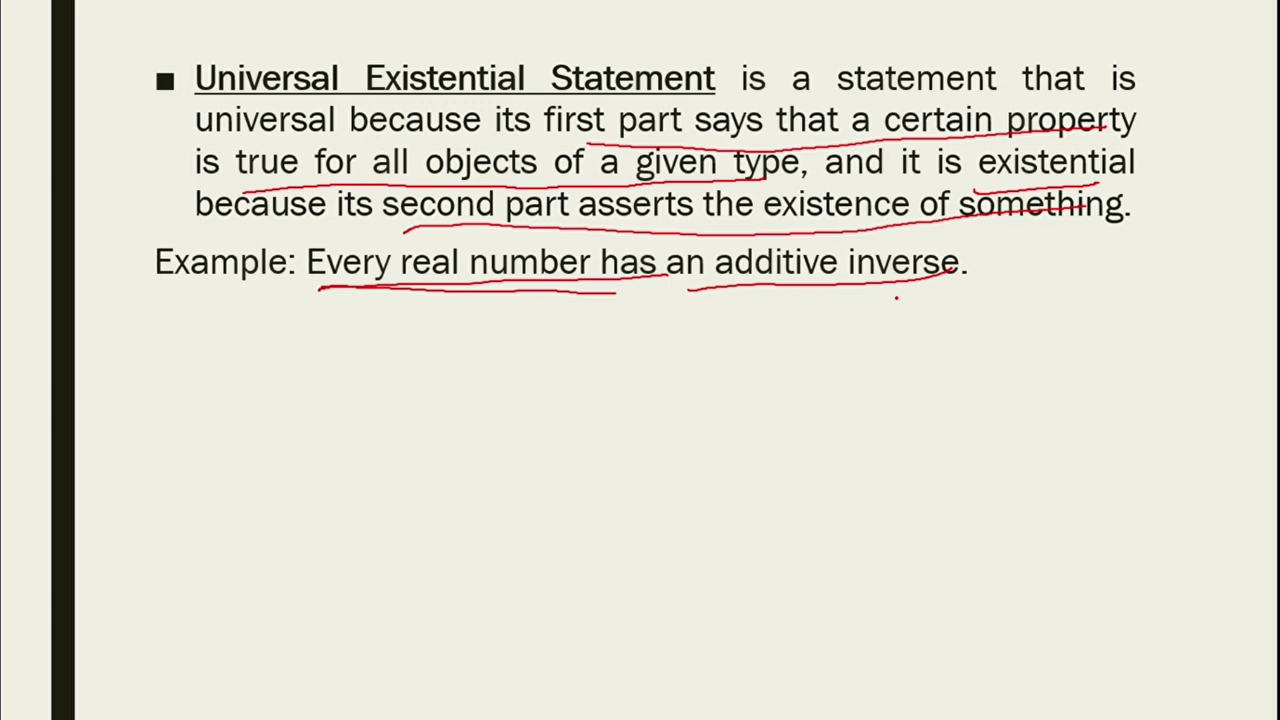 ■ Universal Existential Statement is a statement that is
universal because its first part says that a certain property
is true for all objects of a given type, and it is existential
because its second part asserts the existence of something.
Example: Every real number has an additive inverse.